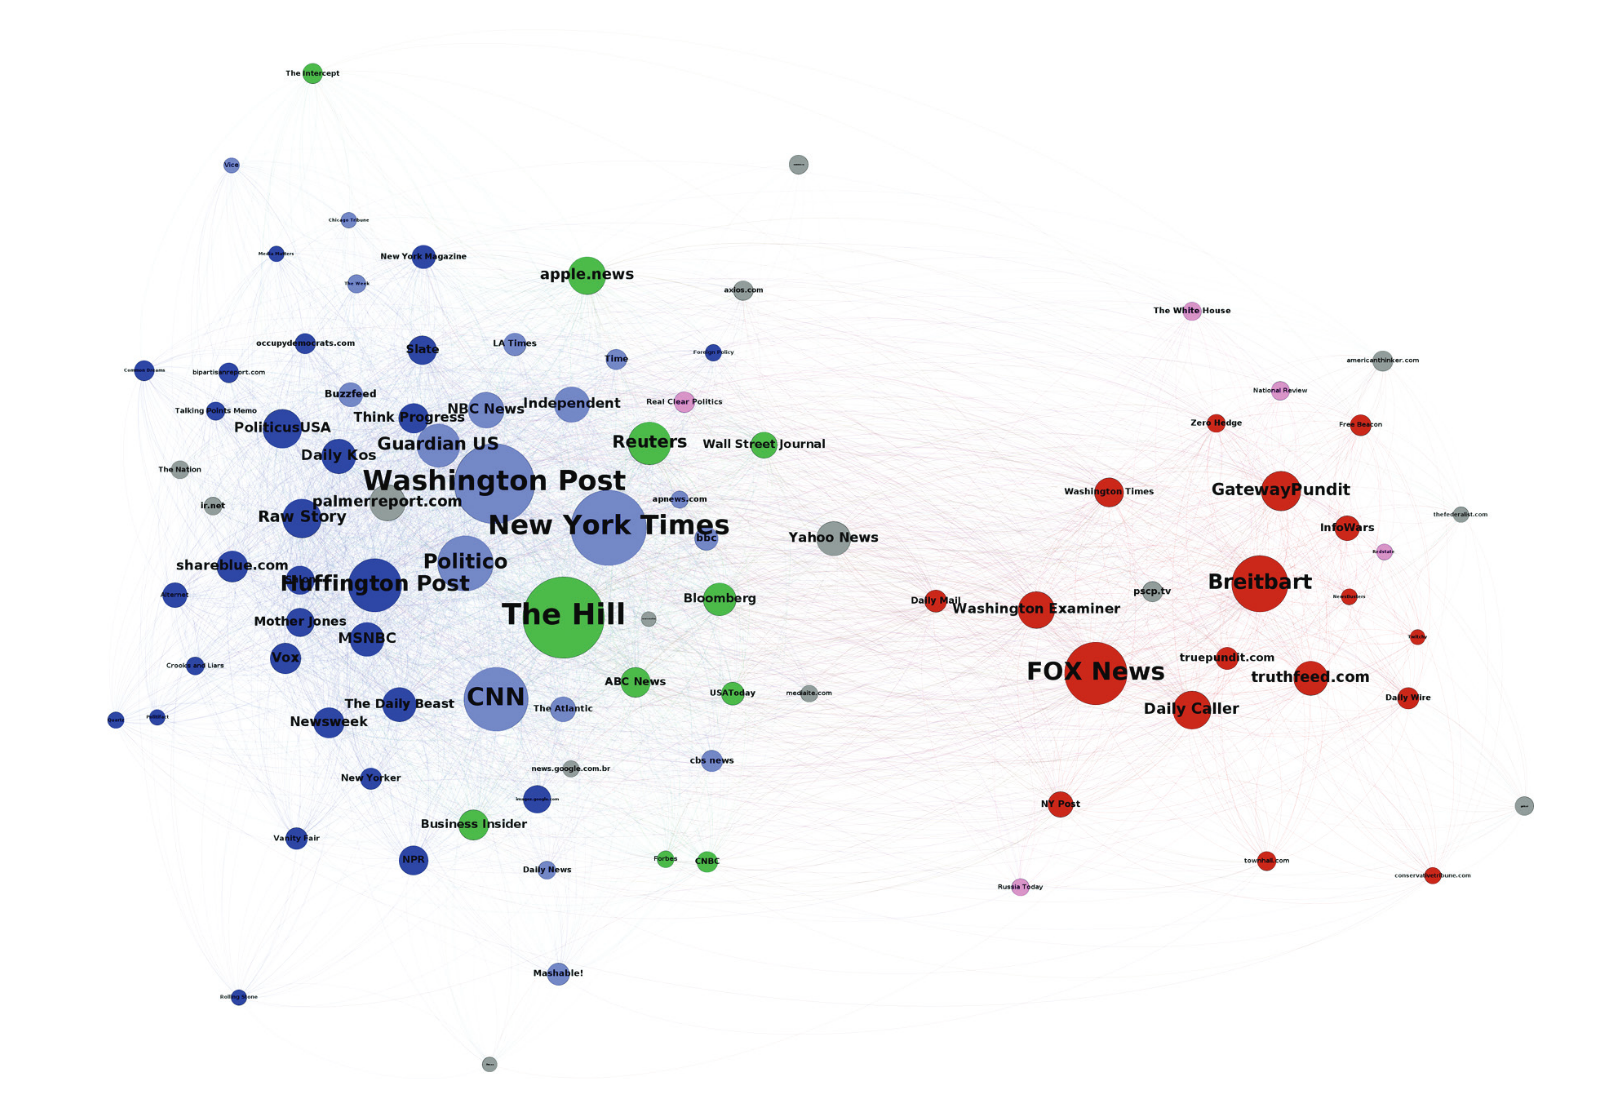 The Intercept
Vice
Chicago Tribune
Media Matters
New York Magazine
apple.news
The Week
axios.com
The White House
occupydemocrats.com
Slate
LA Times
Time
Foreign Policy
americanthinker.com
Common Dreams
bipartisanreport.com
Buzzfeed
National Review
Talking Points Memo
Think Progress
NBC News
Independent
Real Clear Politics
Zero Hedge
Free Beacon
PoliticusUSA
Guardian US
Reuters
Wall Street Journal
Daily Kos
The Nation
Washington Post
Washington Times
GatewayPundit
ir.net
palmerreport.com
apnews.com
thefederalist.com
Raw Story
New York Times
bbc
Yahoo News
InfoWars
Redstate
shareblue.com
Politico
Huffington Post
Breitbart
pscp.tv
Alternet
Bloomberg
Daily Mail
Washington Examiner
NewsBusters
Mother Jones
The Hill
MSNBC
Vox
Crooks and Liars
FOX News
truepundit.com
truthfeed.com
ABC News
USAToday
mediaite.com
Daily Wire
CNN
The Daily Beast
The Atlantic
Daily Caller
Newsweek
Politifact
cbs news
news.google.com.br
New Yorker
NY Post
Business Insider
Vanity Fair
NPR
Forbes
CNBC
Daily News
townhall.com
conservativetribune.com
Russia Today
Mashable!
Rolling Stone